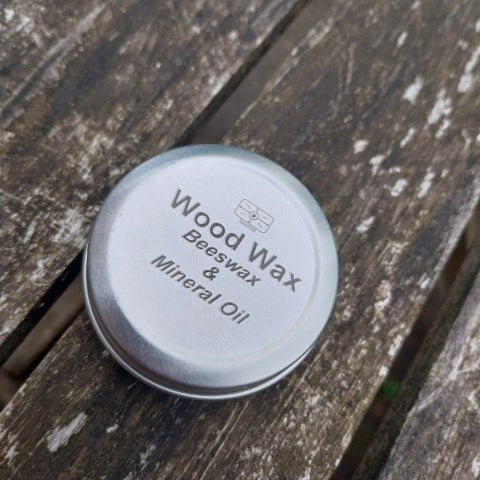 Wood Wax
Beeswax
&
Mineral Oil